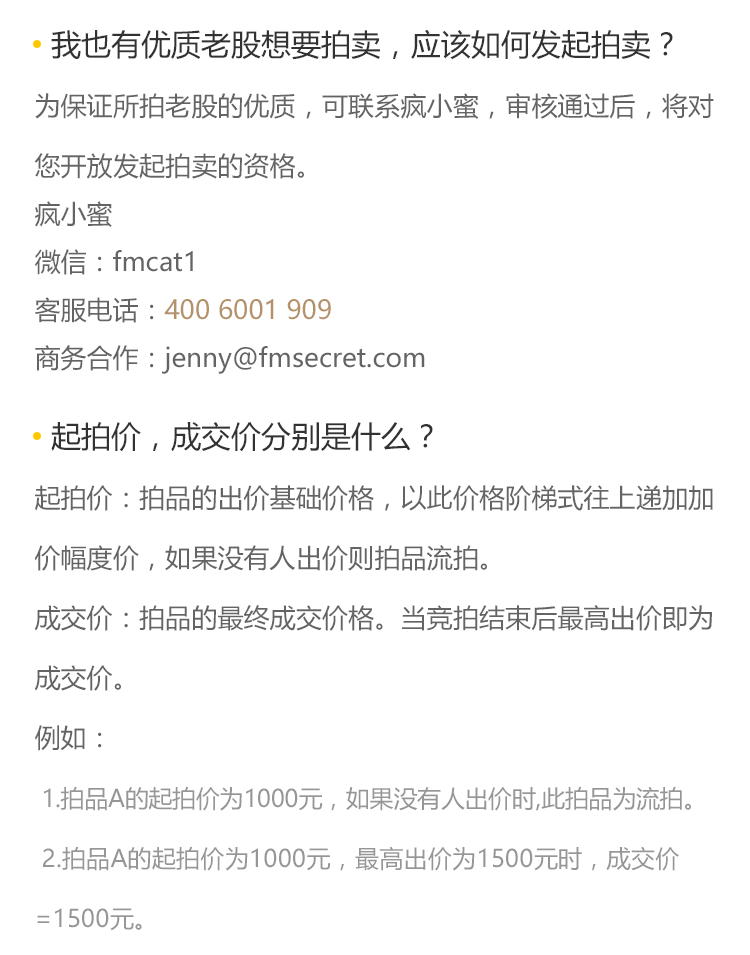 • 我也有优质老股想要拍卖，应该如何发起拍卖？
为保证所拍老股的优质，可联系疯小蜜，审核通过后，将对
您开放发起拍卖的资格。
疯小蜜
微信：fmcat1
客服电话：400 6001 909
商务合作：jenny@fmsecret.com
• 起拍价，成交价分别是什么？
起拍价：拍品的出价基础价格，以此价格阶梯式往上递加加
价幅度价，如果没有人出价则拍品流拍。
成交价：拍品的最终成交价格。当竞拍结束后最高出价即为
成交价。
例如：
1.拍品A的起拍价为1000元，如果没有人出价时,此拍品为流拍。
2.拍品A的起拍价为1000元，最高出价为1500元时，成交价
=1500元。